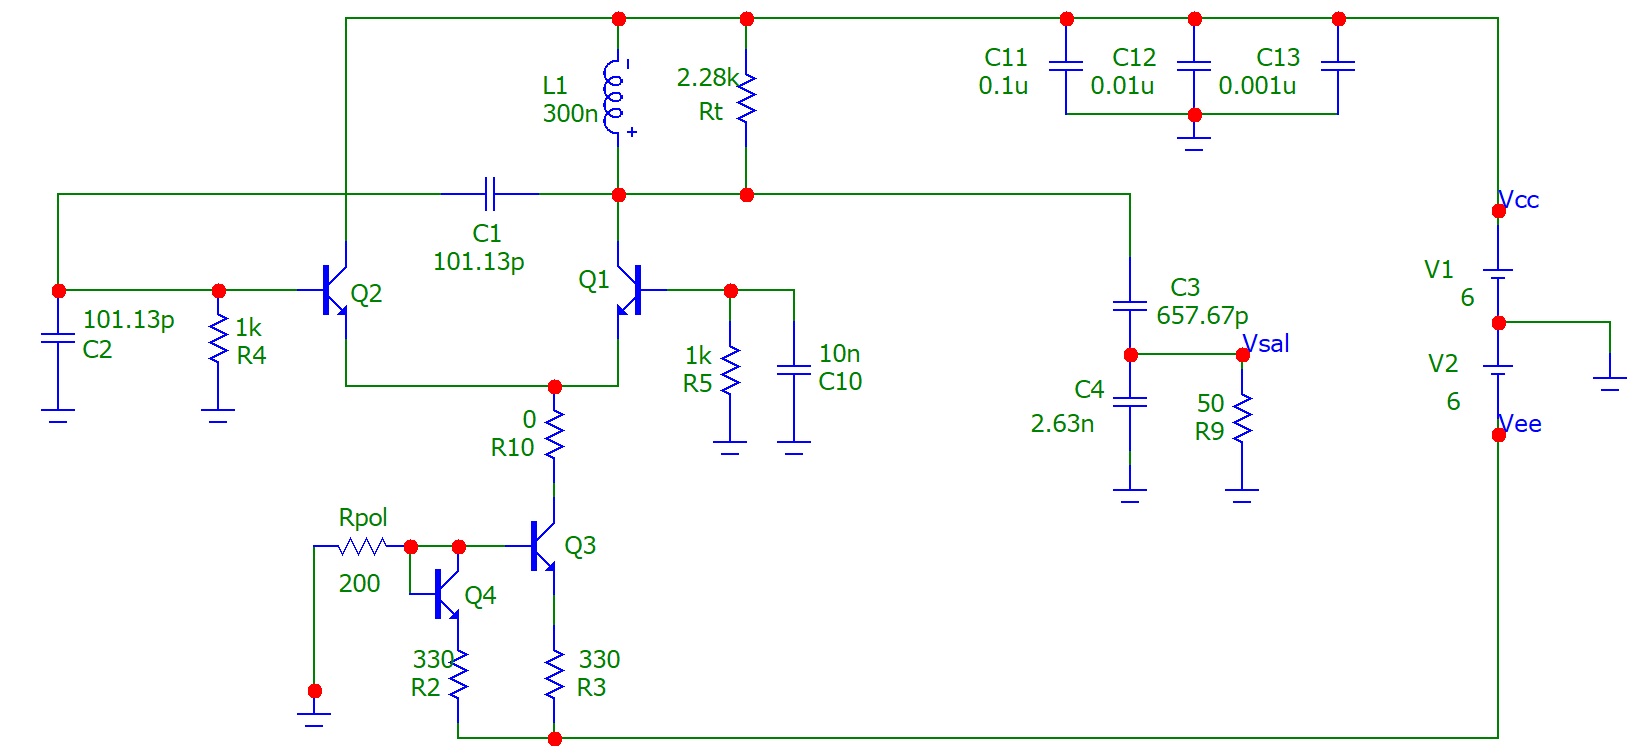 L1
300n
-
+
2.28k
Rt
C11
0.1u
C12
0.01u
C13
0.001u
Vcc
C1
101.13p
Q2
Q1
V1
6
C3
657.67p
101.13p
C2
1k
R4
1k
R5
10n
C10
Vsal
V2
6
C4
2.63n
50
R9
Vee
0
R10
Rpol
200
Q3
Q4
330
R2
330
R3